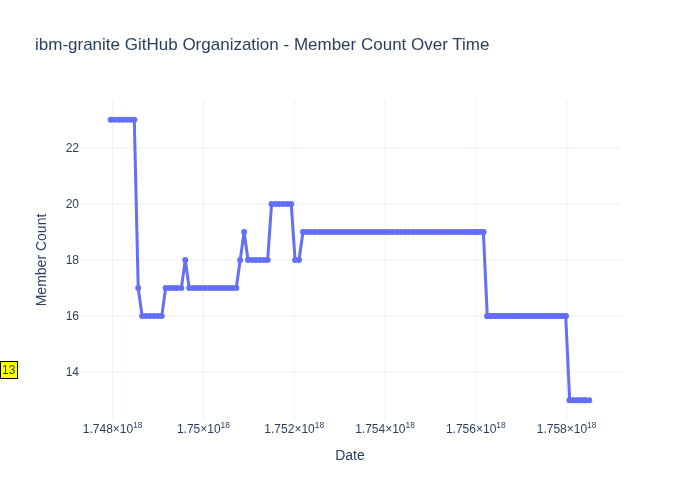 ibm-granite GitHub Organization - Member Count Over Time
22
20
18
16
14
Member Count
13
1.748×10¹⁸ 1.75×10¹⁸ 1.752×10¹⁸ 1.754×10¹⁸ 1.756×10¹⁸ 1.758×10¹⁸
Date